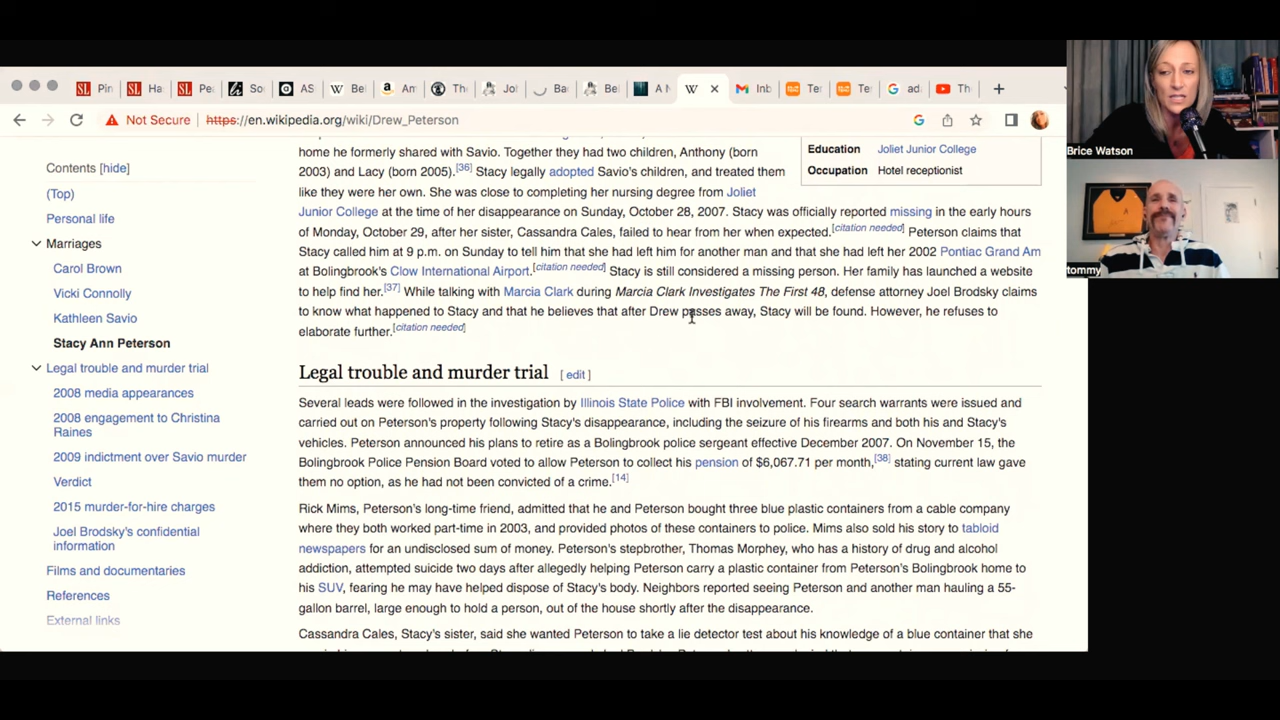 SL Pin
SL Ha
SL Pe
So
AS
W Bel
Am
The
Jol
Ba
Bel
A N
W
Inb
Ter
Ter
ad
Th
Not Secure https://en.wikipedia.org/wiki/Drew_Peterson
Brice Watson
tommy
Contents [hide]
(Top)
Personal life
Marriages
Carol Brown
Vicki Connolly
Kathleen Savio
Stacy Ann Peterson
Legal trouble and murder trial
2008 media appearances
2008 engagement to Christina
Raines
2009 indictment over Savio murder
Verdict
2015 murder-for-hire charges
Joel Brodsky's confidential
information
Films and documentaries
References
External links
home he formerly shared with Savio. Together they had two children, Anthony (born
2003) and Lacy (born 2005).[36] Stacy legally adopted Savio's children, and treated them
like they were her own. She was close to completing her nursing degree from Joliet
Junior College at the time of her disappearance on Sunday, October 28, 2007. Stacy was officially reported missing in the early hours
of Monday, October 29, after her sister, Cassandra Cales, failed to hear from her when expected.[citation needed] Peterson claims that
Stacy called him at 9 p.m. on Sunday to tell him that she had left him for another man and that she had left her 2002 Pontiac Grand Am
at Bolingbrook's Clow International Airport.[citation needed] Stacy is still considered a missing person. Her family has launched a website
to help find her.[37] While talking with Marcia Clark during Marcia Clark Investigates The First 48, defense attorney Joel Brodsky claims
to know what happened to Stacy and that he believes that after Drew passes away, Stacy will be found. However, he refuses to
elaborate further.[citation needed]
Education Joliet Junior College
Occupation Hotel receptionist
Legal trouble and murder trial [ edit ]
Several leads were followed in the investigation by Illinois State Police with FBI involvement. Four search warrants were issued and
carried out on Peterson's property following Stacy's disappearance, including the seizure of his firearms and both his and Stacy's
vehicles. Peterson announced his plans to retire as a Bolingbrook police sergeant effective December 2007. On November 15, the
Bolingbrook Police Pension Board voted to allow Peterson to collect his pension of $6,067.71 per month,[38] stating current law gave
them no option, as he had not been convicted of a crime.[14]
Rick Mims, Peterson's long-time friend, admitted that he and Peterson bought three blue plastic containers from a cable company
where they both worked part-time in 2003, and provided photos of these containers to police. Mims also sold his story to tabloid
newspapers for an undisclosed sum of money. Peterson's stepbrother, Thomas Morphey, who has a history of drug and alcohol
addiction, attempted suicide two days after allegedly helping Peterson carry a plastic container from Peterson's Bolingbrook home to
his SUV, fearing he may have helped dispose of Stacy's body. Neighbors reported seeing Peterson and another man hauling a 55-
gallon barrel, large enough to hold a person, out of the house shortly after the disappearance.
Cassandra Cales, Stacy's sister, said she wanted Peterson to take a lie detector test about his knowledge of a blue container that she